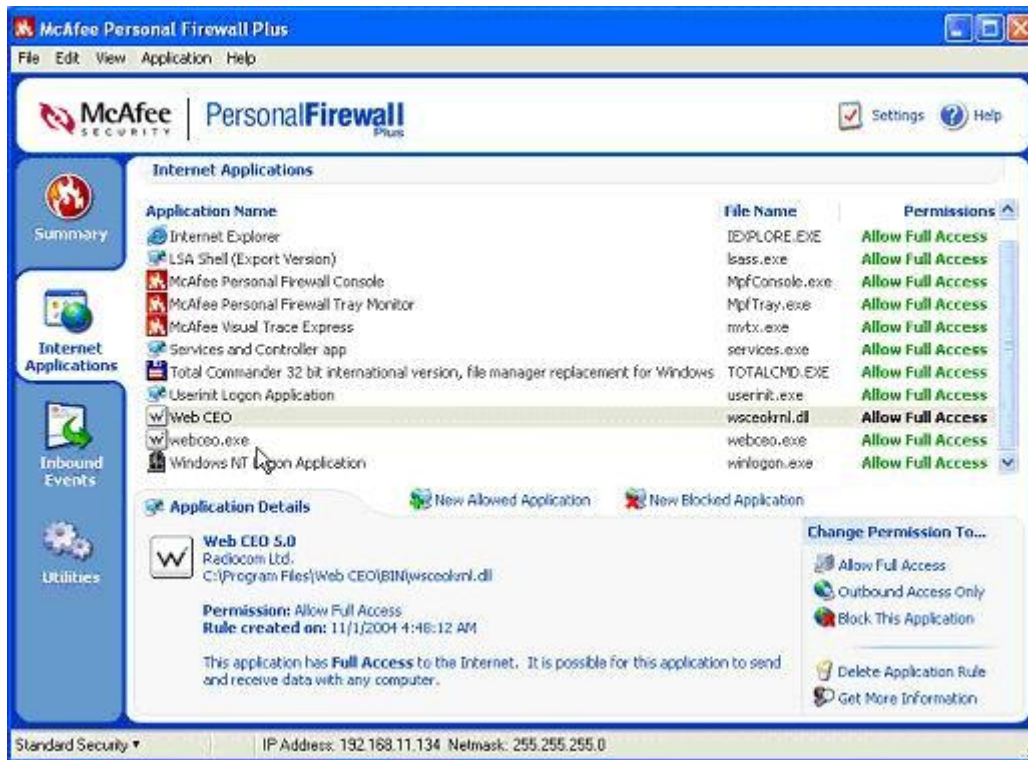 McAfee Personal Firewall Plus
File Edit View Application Help
McAfee SECURITY PersonalFirewall Plus
Settings Help
Internet Applications
Application Name File Name Permissions
Internet Explorer IEXPLORE.EXE Allow Full Access
LSA Shell (Export Version) lsass.exe Allow Full Access
McAfee Personal Firewall Console MpfConsole.exe Allow Full Access
McAfee Personal Firewall Tray Monitor MpfTray.exe Allow Full Access
McAfee Visual Trace Express mvtx.exe Allow Full Access
Services and Controller app services.exe Allow Full Access
Total Commander 32 bit international version, file manager replacement for Windows TOTALCMD.EXE Allow Full Access
Userinit Logon Application userinit.exe Allow Full Access
Web CEO wsceokrnl.dll Allow Full Access
webceo.exe webceo.exe Allow Full Access
Windows NT Logon Application winlogon.exe Allow Full Access
Summary
Internet
Applications
Inbound
Events
Utilities
Application Details
New Allowed Application New Blocked Application
Web CEO 5.0
Radiocom Ltd.
C:\Program Files\Web CEO\BIN\wsceokrnl.dll
Permission: Allow Full Access
Rule created on: 11/1/2004 4:48:12 AM
This application has Full Access to the Internet. It is possible for this application to send
and receive data with any computer.
Change Permission To...
Allow Full Access
Outbound Access Only
Block This Application
Delete Application Rule
Get More Information
Standard Security IP Address: 192.168.11.134 Netmask: 255.255.255.0